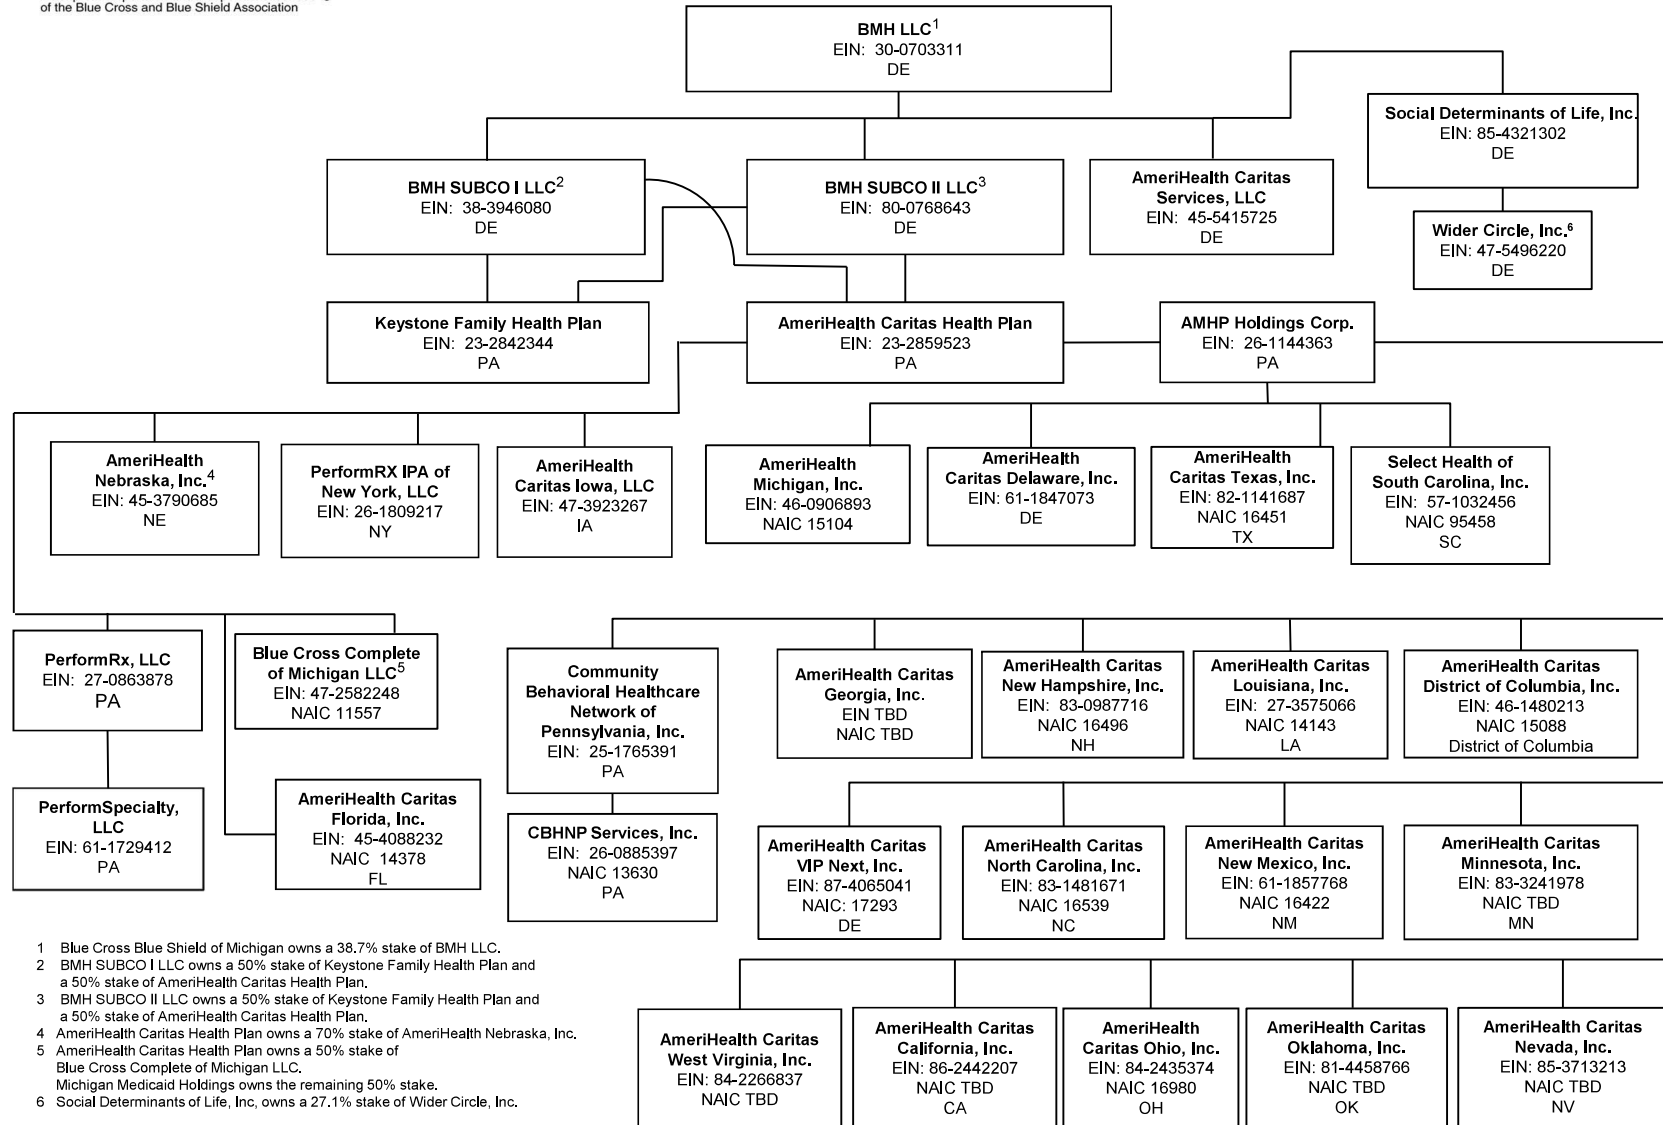 of the Blue Cross and Blue Shield Association
BMH LLC1
EIN: 30-0703311
DE
Social Determinants of Life, Inc.
EIN: 85-4321302
DE
BMH SUBCO I LLC2
EIN: 38-3946080
DE
BMH SUBCO II LLC3
EIN: 80-0768643
DE
AmeriHealth Caritas
Services, LLC
EIN: 45-5415725
DE
Wider Circle, Inc.6
EIN: 47-5496220
DE
Keystone Family Health Plan
EIN: 23-2842344
PA
AmeriHealth Caritas Health Plan
EIN: 23-2859523
PA
AMHP Holdings Corp.
EIN: 26-1144363
PA
AmeriHealth
Nebraska, Inc.4
EIN: 45-3790685
NE
PerformRX IPA of
New York, LLC
EIN: 26-1809217
NY
AmeriHealth
Caritas Iowa, LLC
EIN: 47-3923267
IA
AmeriHealth
Michigan, Inc.
EIN: 46-0906893
NAIC 15104
AmeriHealth
Caritas Delaware, Inc.
EIN: 61-1847073
DE
AmeriHealth
Caritas Texas, Inc.
EIN: 82-1141687
NAIC 16451
TX
Select Health of
South Carolina, Inc.
EIN: 57-1032456
NAIC 95458
SC
PerformRx, LLC
EIN: 27-0863878
PA
Blue Cross Complete
of Michigan LLC5
EIN: 47-2582248
NAIC 11557
Community
Behavioral Healthcare
Network of
Pennsylvania, Inc.
EIN: 25-1765391
PA
AmeriHealth Caritas
Georgia, Inc.
EIN TBD
NAIC TBD
AmeriHealth Caritas
New Hampshire, Inc.
EIN: 83-0987716
NAIC 16496
NH
AmeriHealth Caritas
Louisiana, Inc.
EIN: 27-3575066
NAIC 14143
LA
AmeriHealth Caritas
District of Columbia, Inc.
EIN: 46-1480213
NAIC 15088
District of Columbia
PerformSpecialty,
LLC
EIN: 61-1729412
PA
AmeriHealth Caritas
Florida, Inc.
EIN: 45-4088232
NAIC 14378
FL
CBHNP Services, Inc.
EIN: 26-0885397
NAIC 13630
PA
AmeriHealth Caritas
VIP Next, Inc.
EIN: 87-4065041
NAIC: 17293
DE
AmeriHealth Caritas
North Carolina, Inc.
EIN: 83-1481671
NAIC 16539
NC
AmeriHealth Caritas
New Mexico, Inc.
EIN: 61-1857768
NAIC 16422
NM
AmeriHealth Caritas
Minnesota, Inc.
EIN: 83-3241978
NAIC TBD
MN
1 Blue Cross Blue Shield of Michigan owns a 38.7% stake of BMH LLC.
2 BMH SUBCO I LLC owns a 50% stake of Keystone Family Health Plan and
a 50% stake of AmeriHealth Caritas Health Plan.
3 BMH SUBCO II LLC owns a 50% stake of Keystone Family Health Plan and
a 50% stake of AmeriHealth Caritas Health Plan.
4 AmeriHealth Caritas Health Plan owns a 70% stake of AmeriHealth Nebraska, Inc.
5 AmeriHealth Caritas Health Plan owns a 50% stake of
Blue Cross Complete of Michigan LLC.
Michigan Medicaid Holdings owns the remaining 50% stake.
6 Social Determinants of Life, Inc, owns a 27.1% stake of Wider Circle, Inc.
AmeriHealth Caritas
West Virginia, Inc.
EIN: 84-2266837
NAIC TBD
AmeriHealth Caritas
California, Inc.
EIN: 86-2442207
NAIC TBD
CA
AmeriHealth
Caritas Ohio, Inc.
EIN: 84-2435374
NAIC 16980
OH
AmeriHealth Caritas
Oklahoma, Inc.
EIN: 81-4458766
NAIC TBD
OK
AmeriHealth Caritas
Nevada, Inc.
EIN: 85-3713213
NAIC TBD
NV